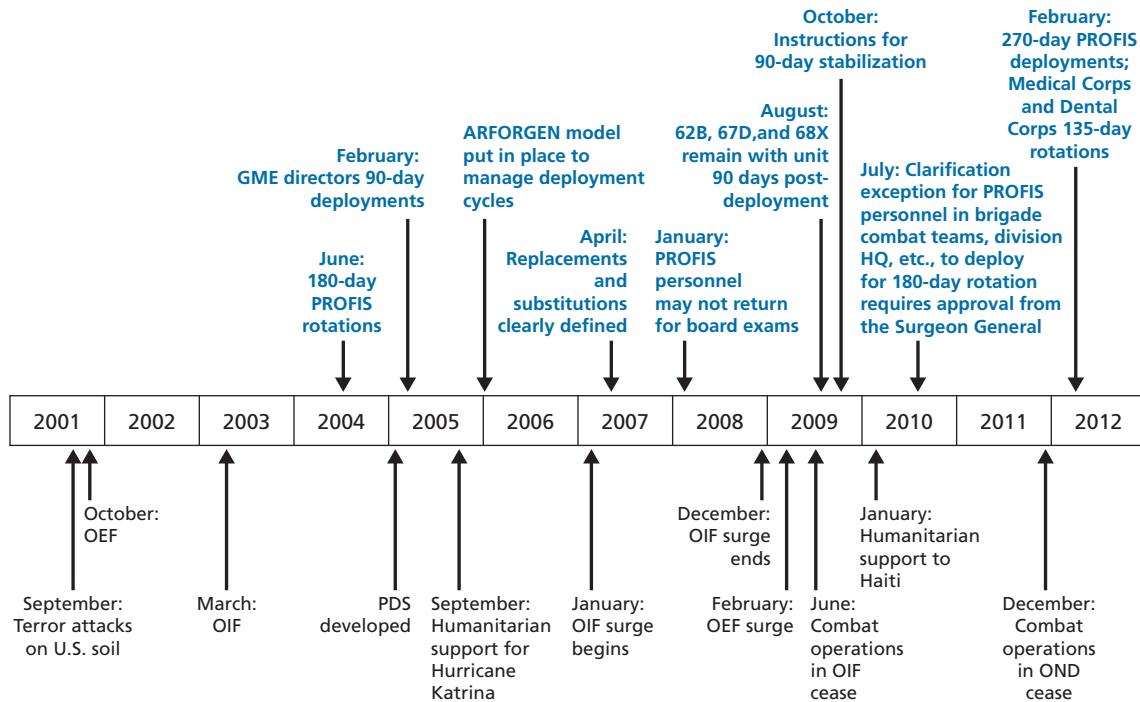 October:
Instructions for
90-day stabilization
February:
270-day PROFIS
deployments;
Medical Corps
and Dental
Corps 135-day
rotations
August:
62B, 67D,and 68X
remain with unit
90 days post-
deployment
ARFORGEN model
put in place to
manage deployment
cycles
February:
GME directors 90-day
deployments
July: Clarification
exception for PROFIS
personnel in brigade
combat teams, division
HQ, etc., to deploy
for 180-day rotation
requires approval from
the Surgeon General
April:
Replacements
and
substitutions
clearly defined
January:
PROFIS
personnel
may not return
for board exams
June:
180-day
PROFIS
rotations
2001 2002 2003 2004 2005 2006 2007 2008 2009 2010 2011 2012
October:
OEF
December:
OIF surge
ends
January:
Humanitarian
support to
Haiti
September:
Terror attacks
on U.S. soil
March:
OIF
PDS
developed
September:
Humanitarian
support for
Hurricane
Katrina
January:
OIF surge
begins
February:
OEF surge
June:
Combat
operations
in OIF
cease
December:
Combat
operations
in OND
cease